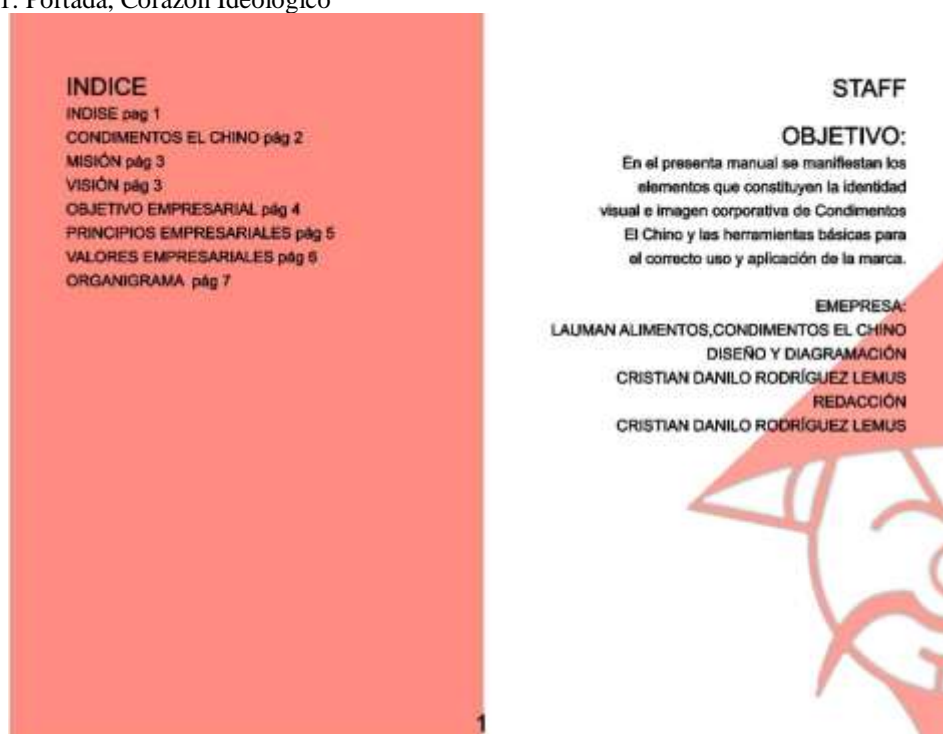 1. Portada, Corazón Ideológico
INDICE
INDISE pag 1
CONDIMENTOS EL CHINO pág 2
MISIÓN pág 3
VISIÓN pág 3
OBJETIVO EMPRESARIAL pág 4
PRINCIPIOS EMPRESARIALES pág 5
VALORES EMPRESARIALES pág 6
ORGANIGRAMA pág 7
1
STAFF
OBJETIVO:
En el presenta manual se manifiestan los
elementos que constituyen la identidad
visual e imagen corporativa de Condimentos
El Chino y las herramientas básicas para
el correcto uso y aplicación de la marca.
EMEPRESA:
LAUMAN ALIMENTOS,CONDIMENTOS EL CHINO
DISEÑO Y DIAGRAMACIÓN
CRISTIAN DANILO RODRÍGUEZ LEMUS
REDACCIÓN
CRISTIAN DANILO RODRÍGUEZ LEMUS